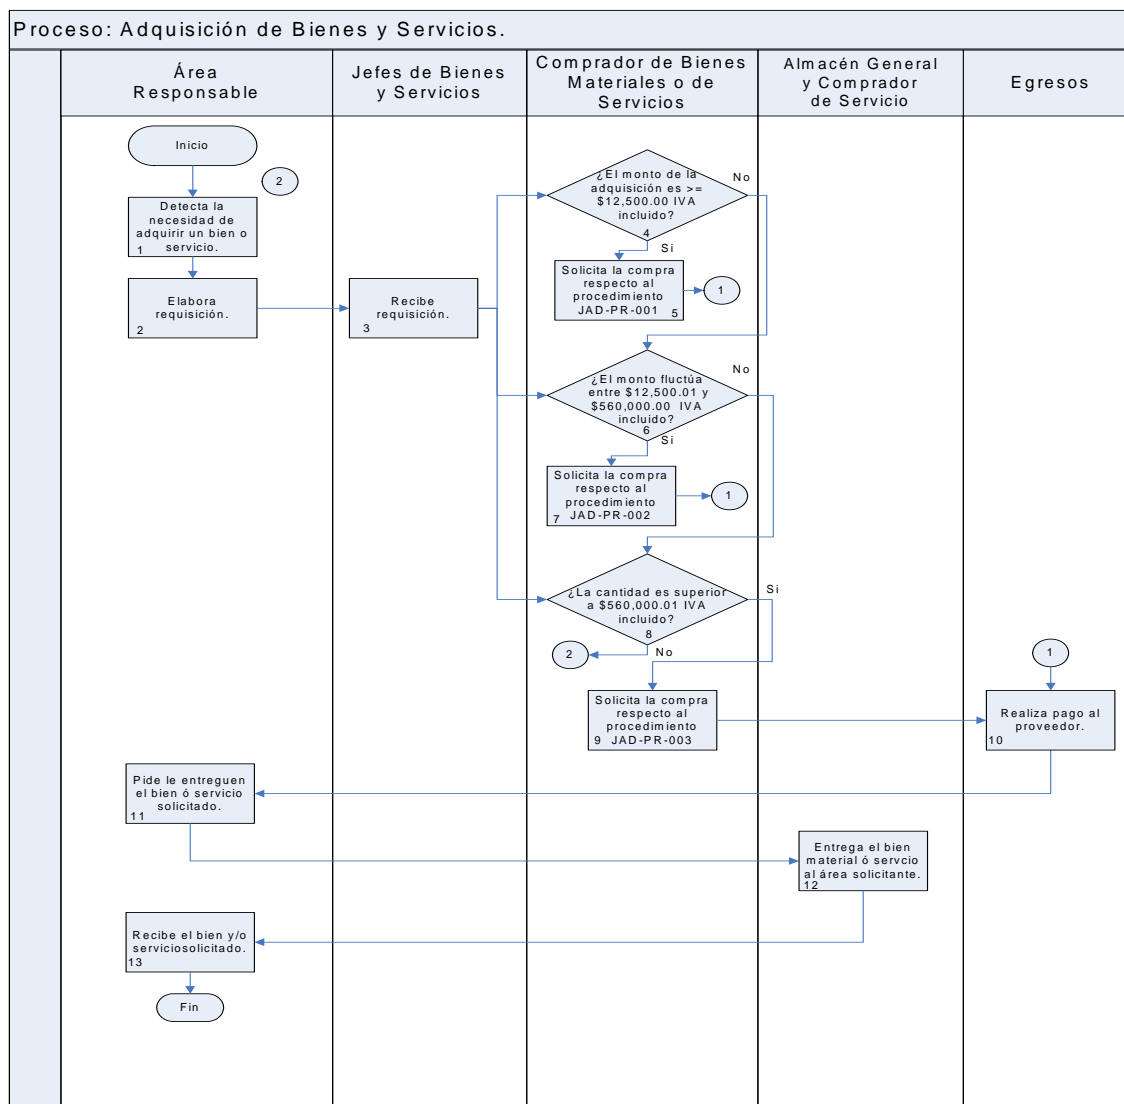 Proceso: Adquisición de Bienes y Servicios.
Área
Responsable
Jefes de Bienes
y Servicios
Comprador de Bienes
Materiales o de
Servicios
Almacén General
y Comprador
de Servicio
Egresos
Inicio
2
Detecta la
necesidad de
adquirir un bien o
servicio.
1
Elabora
requisición.
2
Recibe
requisición.
3
¿El monto de la
adquisición es >=
$12,500.00 IVA
incluido?
4
No
Si
Solicita la compra
respecto al
procedimiento
JAD-PR-001
5
1
¿El monto fluctúa
entre $12,500.01 y
$560,000.00 IVA
incluido?
6
No
Si
Solicita la compra
respecto al
procedimiento
7 JAD-PR-002
1
¿La cantidad es superior
a $560,000.01 IVA
incluido?
8
Si
No
2
Solicita la compra
respecto al
procedimiento
9 JAD-PR-003
1
Realiza pago al
proveedor.
10
Pide le entreguen
el bien ó servicio
solicitado.
11
Entrega el bien
material ó servcio
al área solicitante.
12
Recibe el bien y/o
serviciosolicitado.
13
Fin